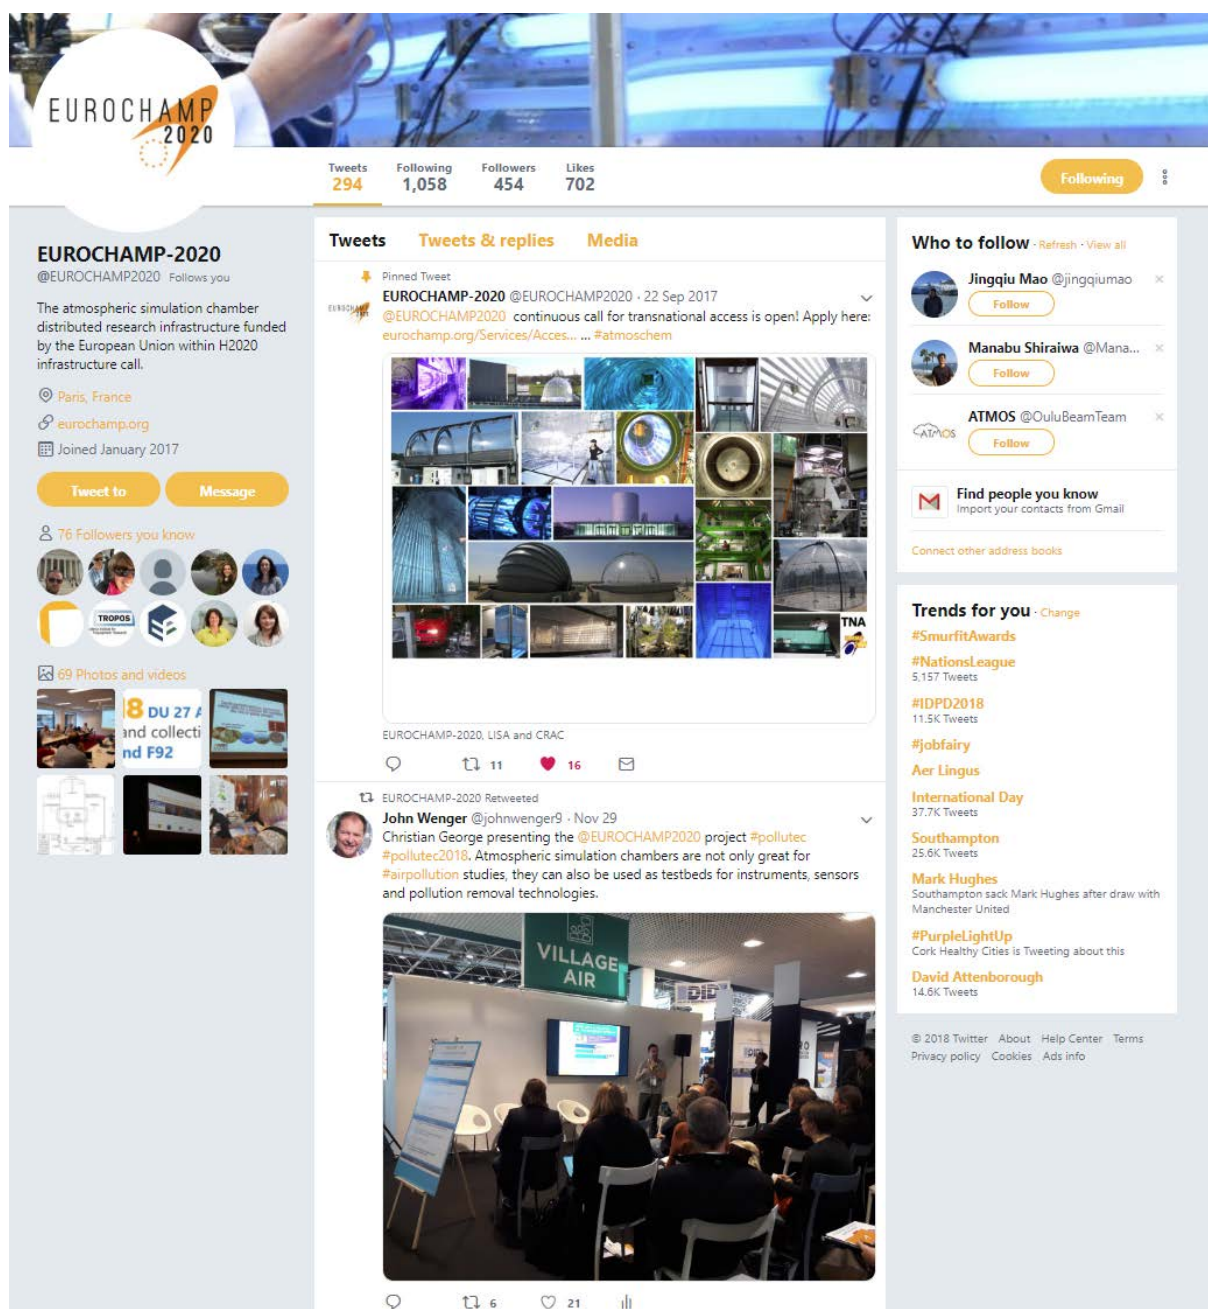 EUROCHAMP
2020
Tweets
294
Following
1,058
Followers
454
Likes
702
Following
EUROCHAMP-2020
@EUROCHAMP2020 Follows you
The atmospheric simulation chamber
distributed research infrastructure funded
by the European Union within H2020
infrastructure call.
Paris, France
eurochamp.org
Joined January 2017
Tweet to
Message
76 Followers you know
TROPOS
69 Photos and videos
8 DU 27 A
and collecti
nd F92
Tweets
Tweets & replies
Media
Pinned Tweet
EUROCHAMP-2020 @EUROCHAMP2020 · 22 Sep 2017
@EUROCHAMP2020 continuous call for transnational access is open! Apply here:
eurochamp.org/Services/Acces... ... #atmoschem
TNA
EUROCHAMP-2020, LISA and CRAC
11
16
EUROCHAMP-2020 Retweeted
John Wenger @johnwenger9 · Nov 29
Christian George presenting the @EUROCHAMP2020 project #pollutec
#pollutec2018. Atmospheric simulation chambers are not only great for
#airpollution studies, they can also be used as testbeds for instruments, sensors
and pollution removal technologies.
VILLAGE
AIR
DID
6
21
Who to follow · Refresh · View all
Jingqiu Mao @jingqiumao
Follow
Manabu Shiraiwa @Mana...
Follow
ATMOS
ATMOS @OuluBeamTeam
Follow
Find people you know
Import your contacts from Gmail
Connect other address books
Trends for you · Change
#SmurfitAwards
#NationsLeague
5,157 Tweets
#IDPD2018
11.5K Tweets
#jobfairy
Aer Lingus
International Day
37.7K Tweets
Southampton
25.6K Tweets
Mark Hughes
Southampton sack Mark Hughes after draw with
Manchester United
#PurpleLightUp
Cork Healthy Cities is Tweeting about this
David Attenborough
14.6K Tweets
© 2018 Twitter About Help Center Terms
Privacy policy Cookies Ads info